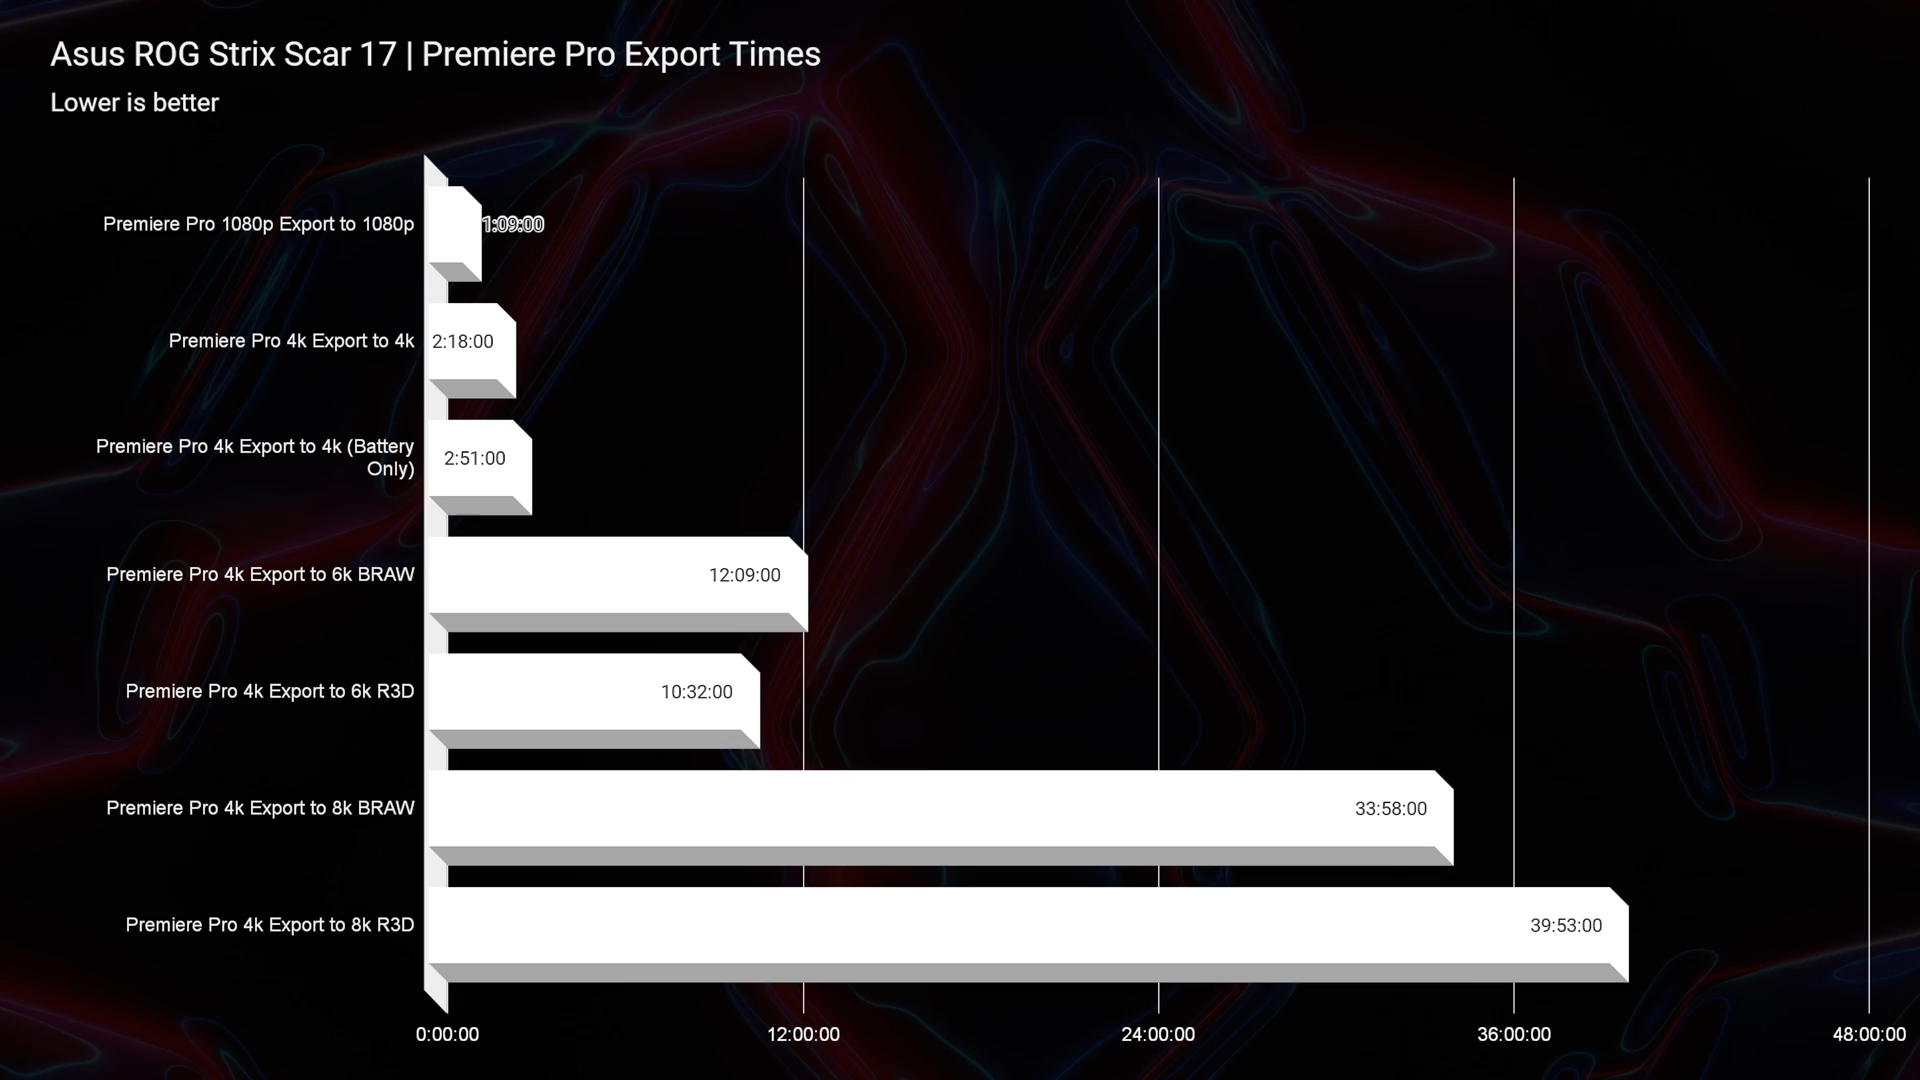 Asus ROG Strix Scar 17 | Premiere Pro Export Times
Lower is better
Premiere Pro 1080p Export to 1080p
1:09:00
Premiere Pro 4k Export to 4k
2:18:00
Premiere Pro 4k Export to 4k (Battery
Only)
2:51:00
Premiere Pro 4k Export to 6k BRAW
12:09:00
Premiere Pro 4k Export to 6k R3D
10:32:00
Premiere Pro 4k Export to 8k BRAW
33:58:00
Premiere Pro 4k Export to 8k R3D
39:53:00
0:00:00
12:00:00
24:00:00
36:00:00
48:00:00